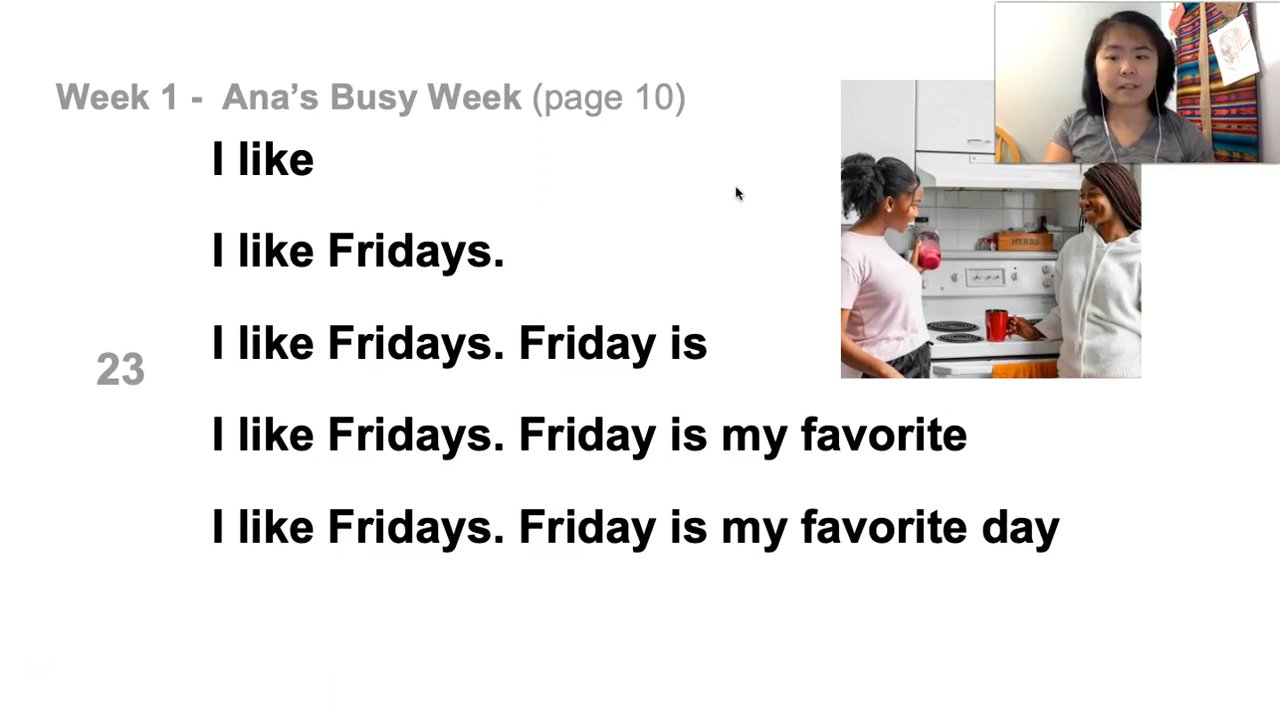 Week 1 - Ana's Busy Week (page 10)
I like
I like Fridays.
I like Fridays. Friday is
23
I like Fridays. Friday is my favorite
I like Fridays. Friday is my favorite day
HERBS